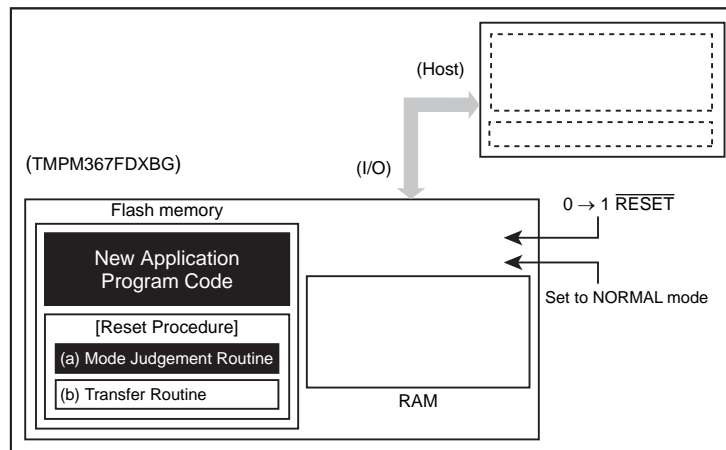 (Host)
(TMPM367FDXBG)
(I/O)
Flash memory
0 → 1 RESET
New Application
Program Code
Set to NORMAL mode
[Reset Procedure]
(a) Mode Judgement Routine
(b) Transfer Routine
RAM